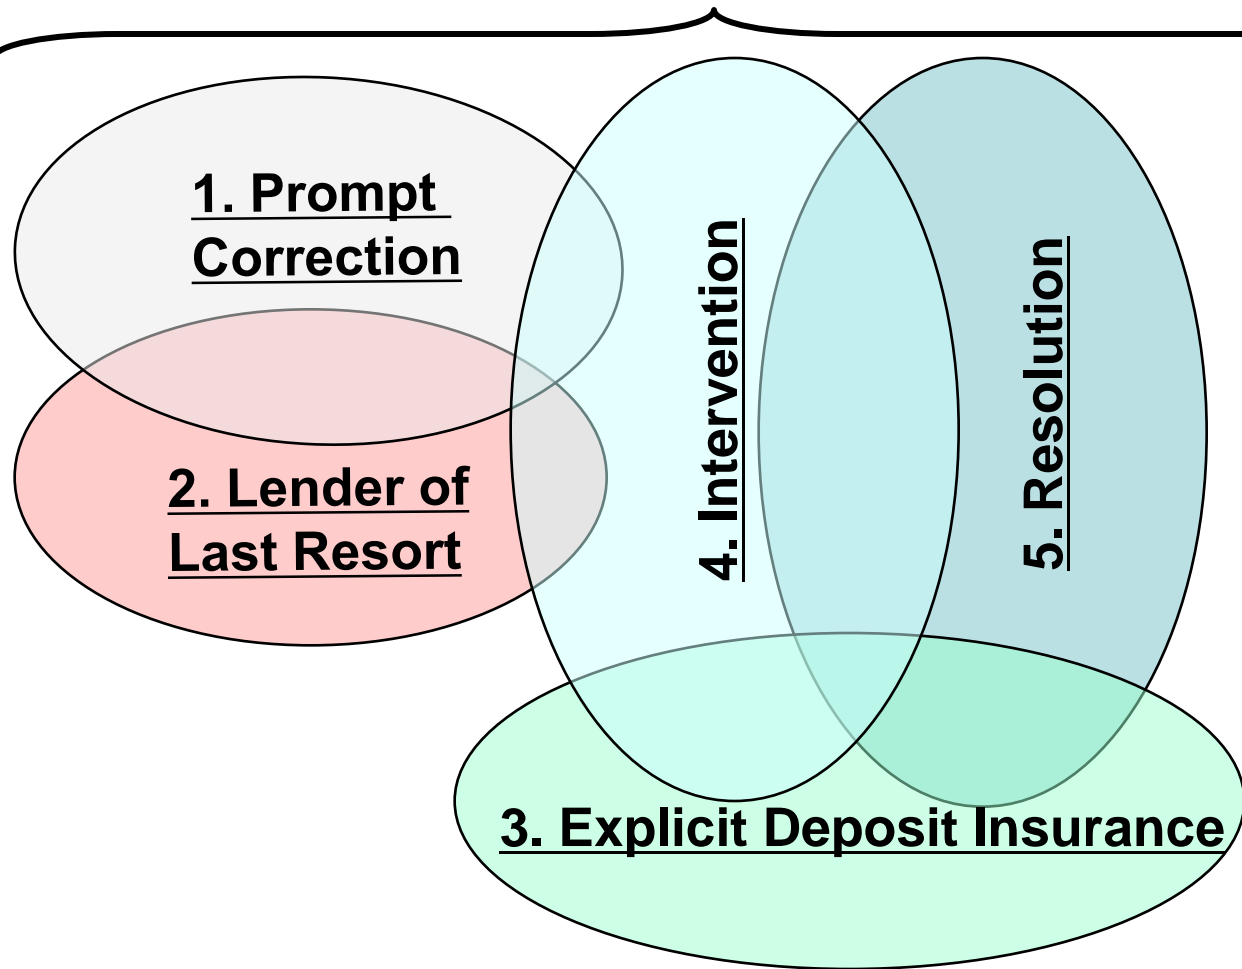 1. Prompt
Correction
2. Lender of
Last Resort
4. Intervention
5. Resolution
3. Explicit Deposit Insurance